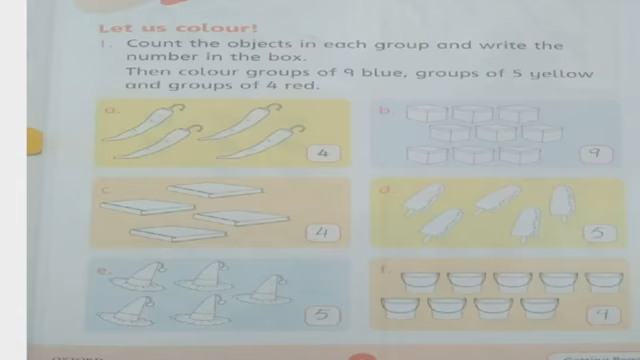 Let us colour!
1. Count the objects in each group and write the
number in the box.
Then colour groups of 9 blue, groups of 5 yellow
and groups of 4 red.
a.
4
b.
9
c.
4
d.
5
e.
5
f.
9
OXFORD